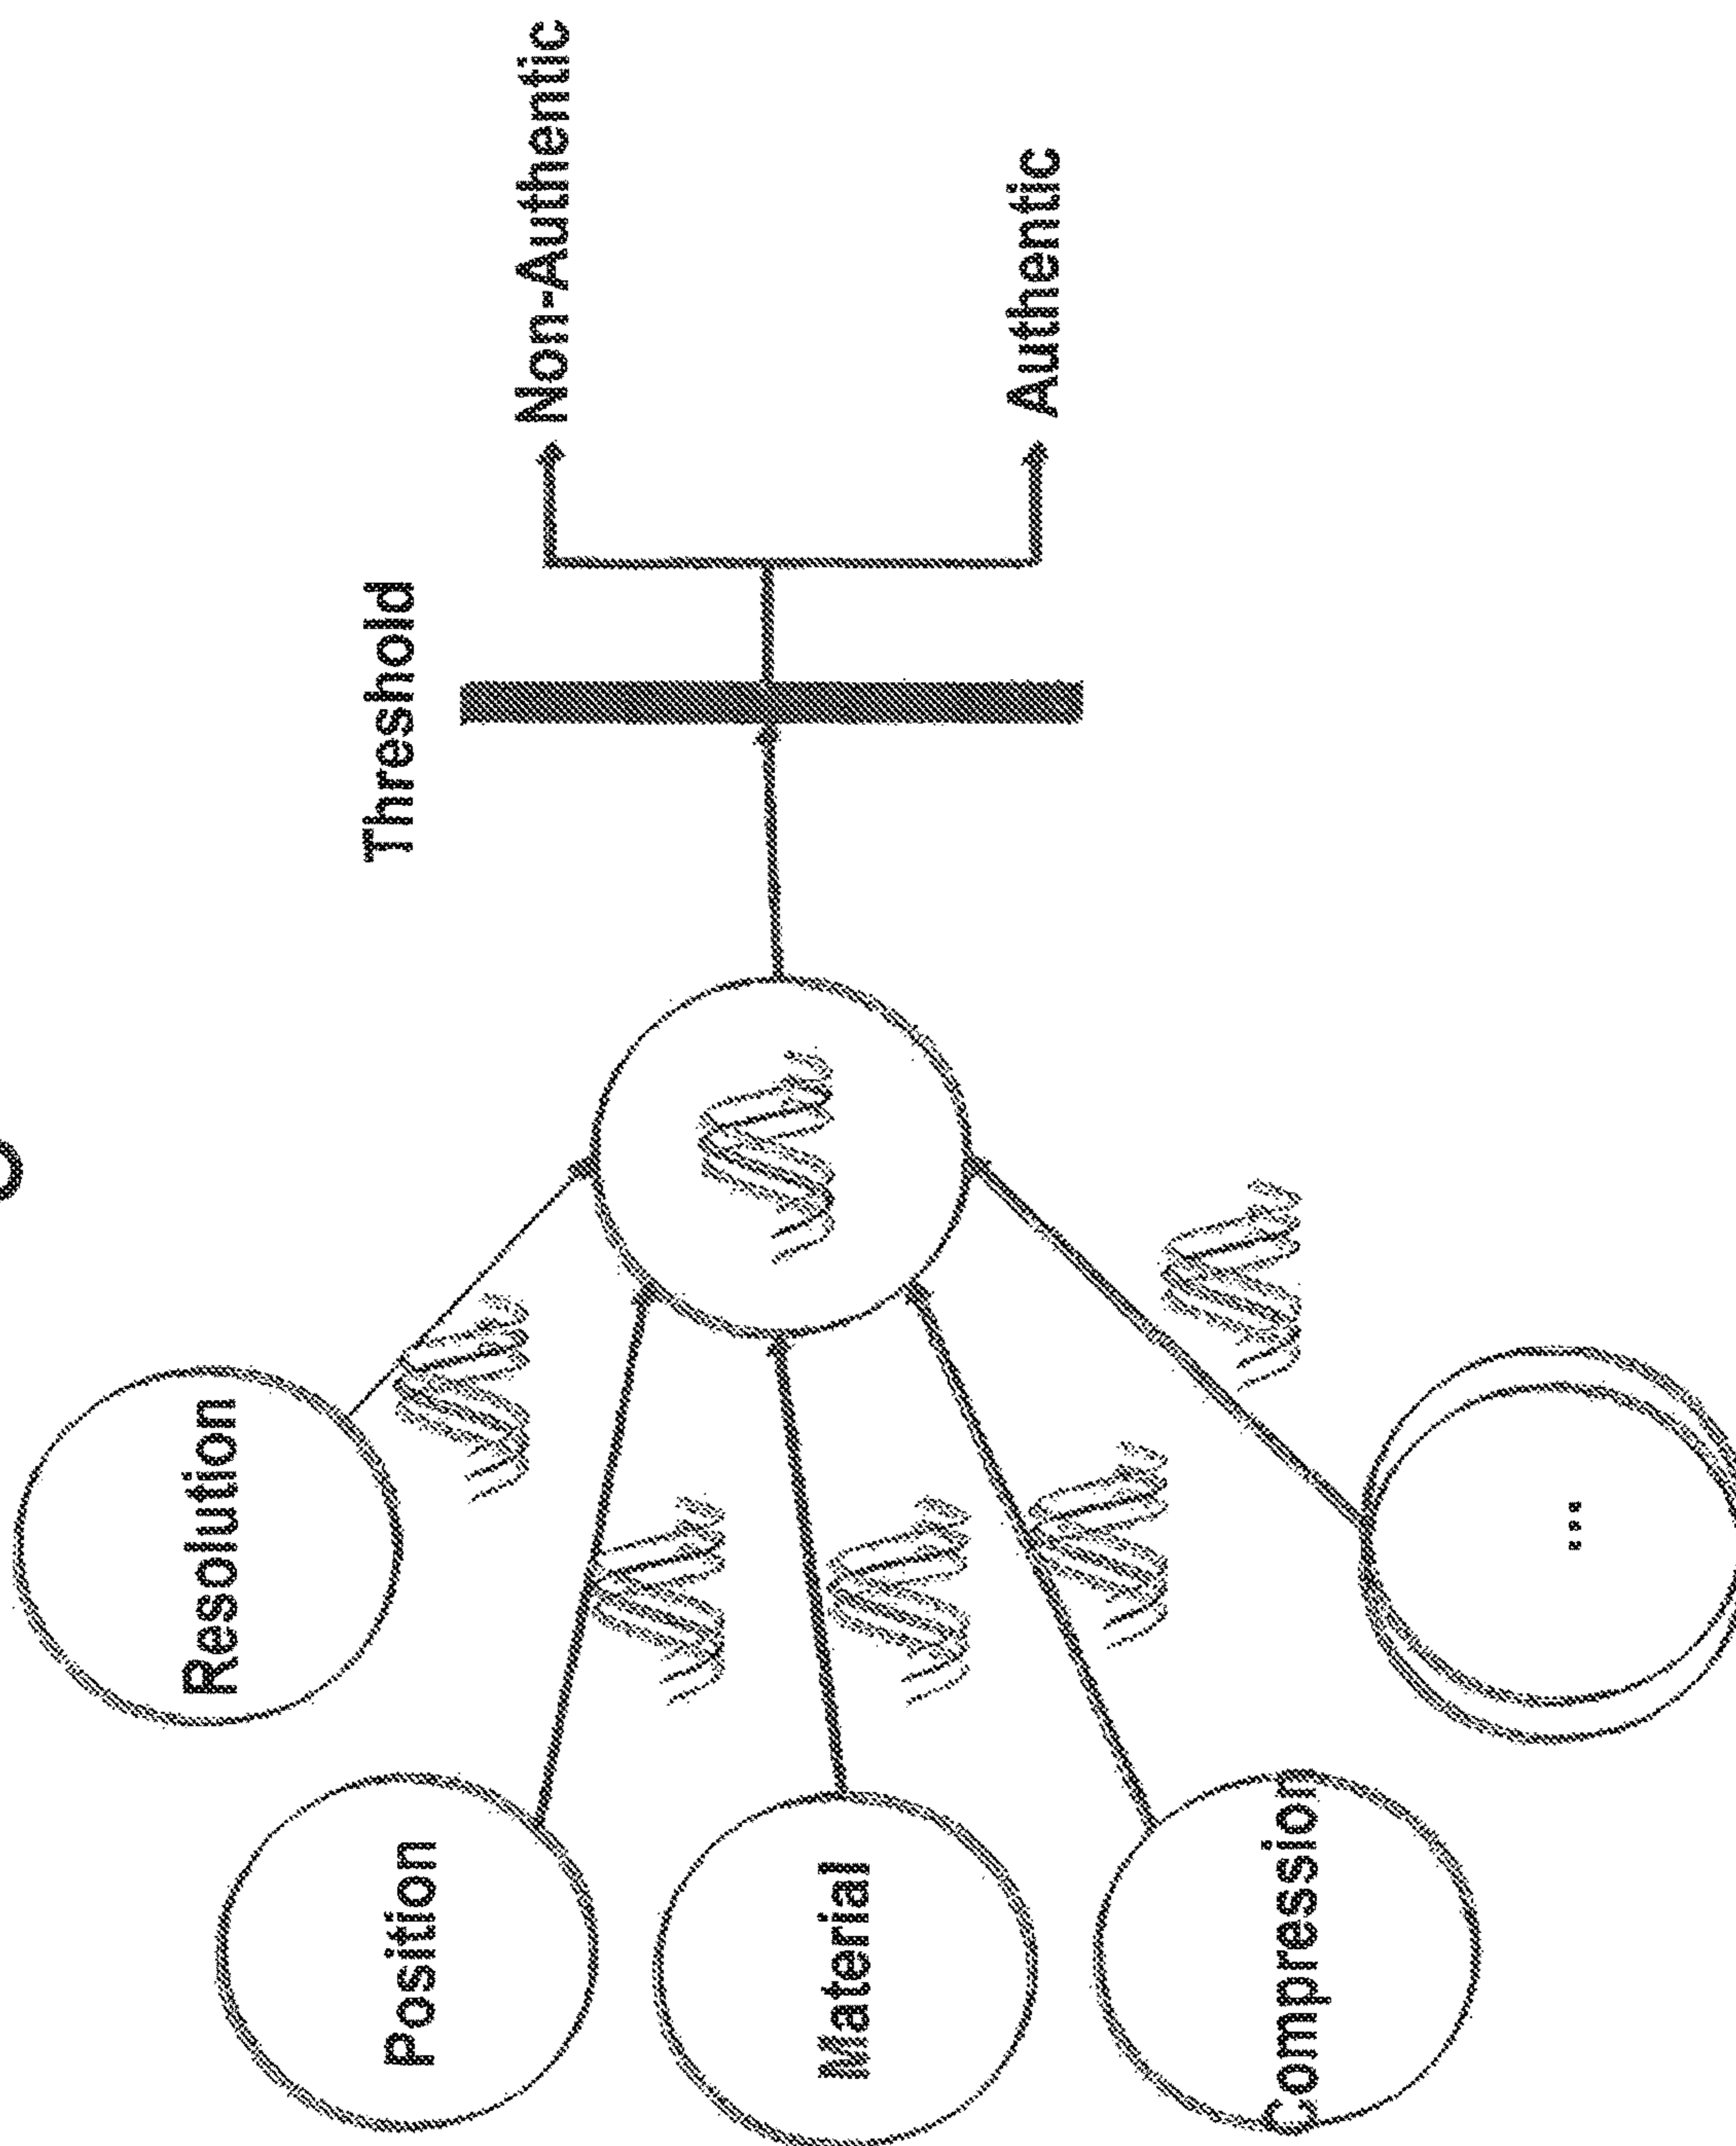 Resolution
Threshold
Position
Non-Authentic
Material
Authentic
Compression
...